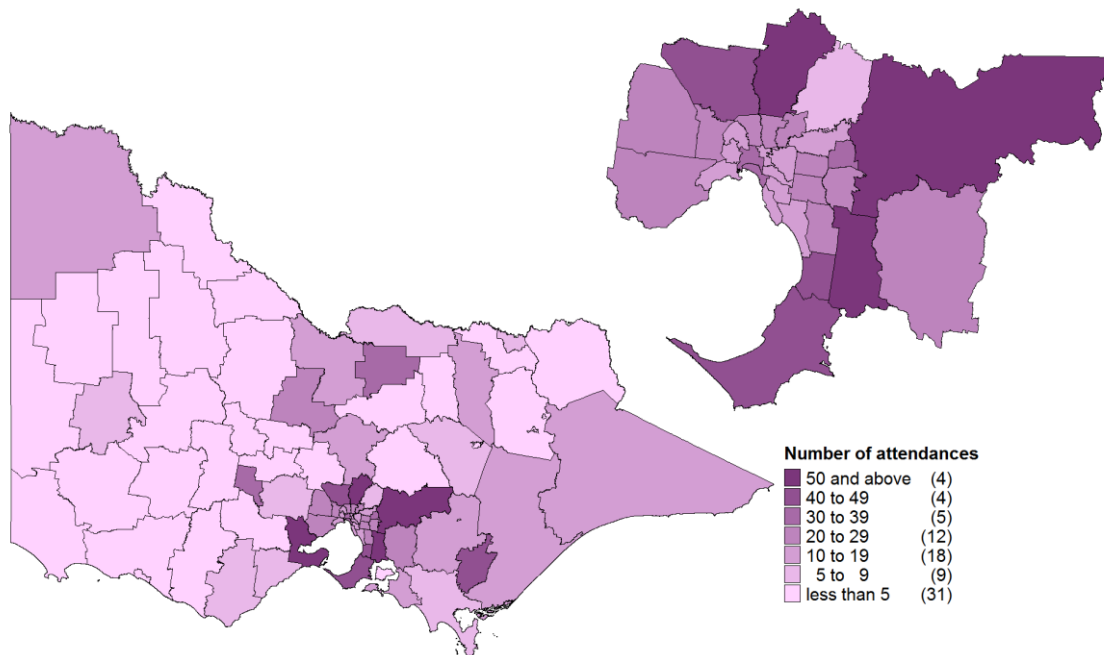 Number of attendances
50 and above (4)
40 to 49 (4)
30 to 39 (5)
20 to 29 (12)
10 to 19 (18)
5 to 9 (9)
less than 5 (31)